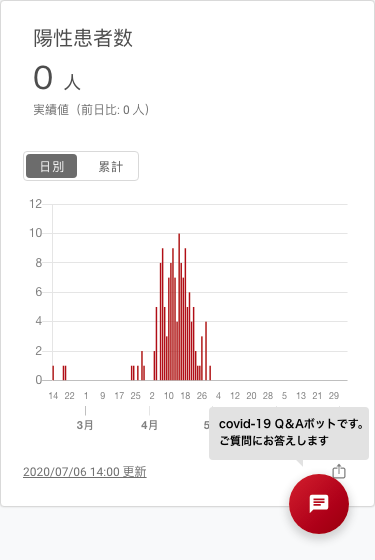 陽性患者数
0 人
実績値（前日比: 0 人）
日別 累計
12
10
8
6
4
2
0
14 22 1 9 17 25 2 10 18 26 4 12 20 28 5 13 21 29
3月 4月 5
covid-19 Q&Aボットです。
ご質問にお答えします
2020/07/06 14:00 更新